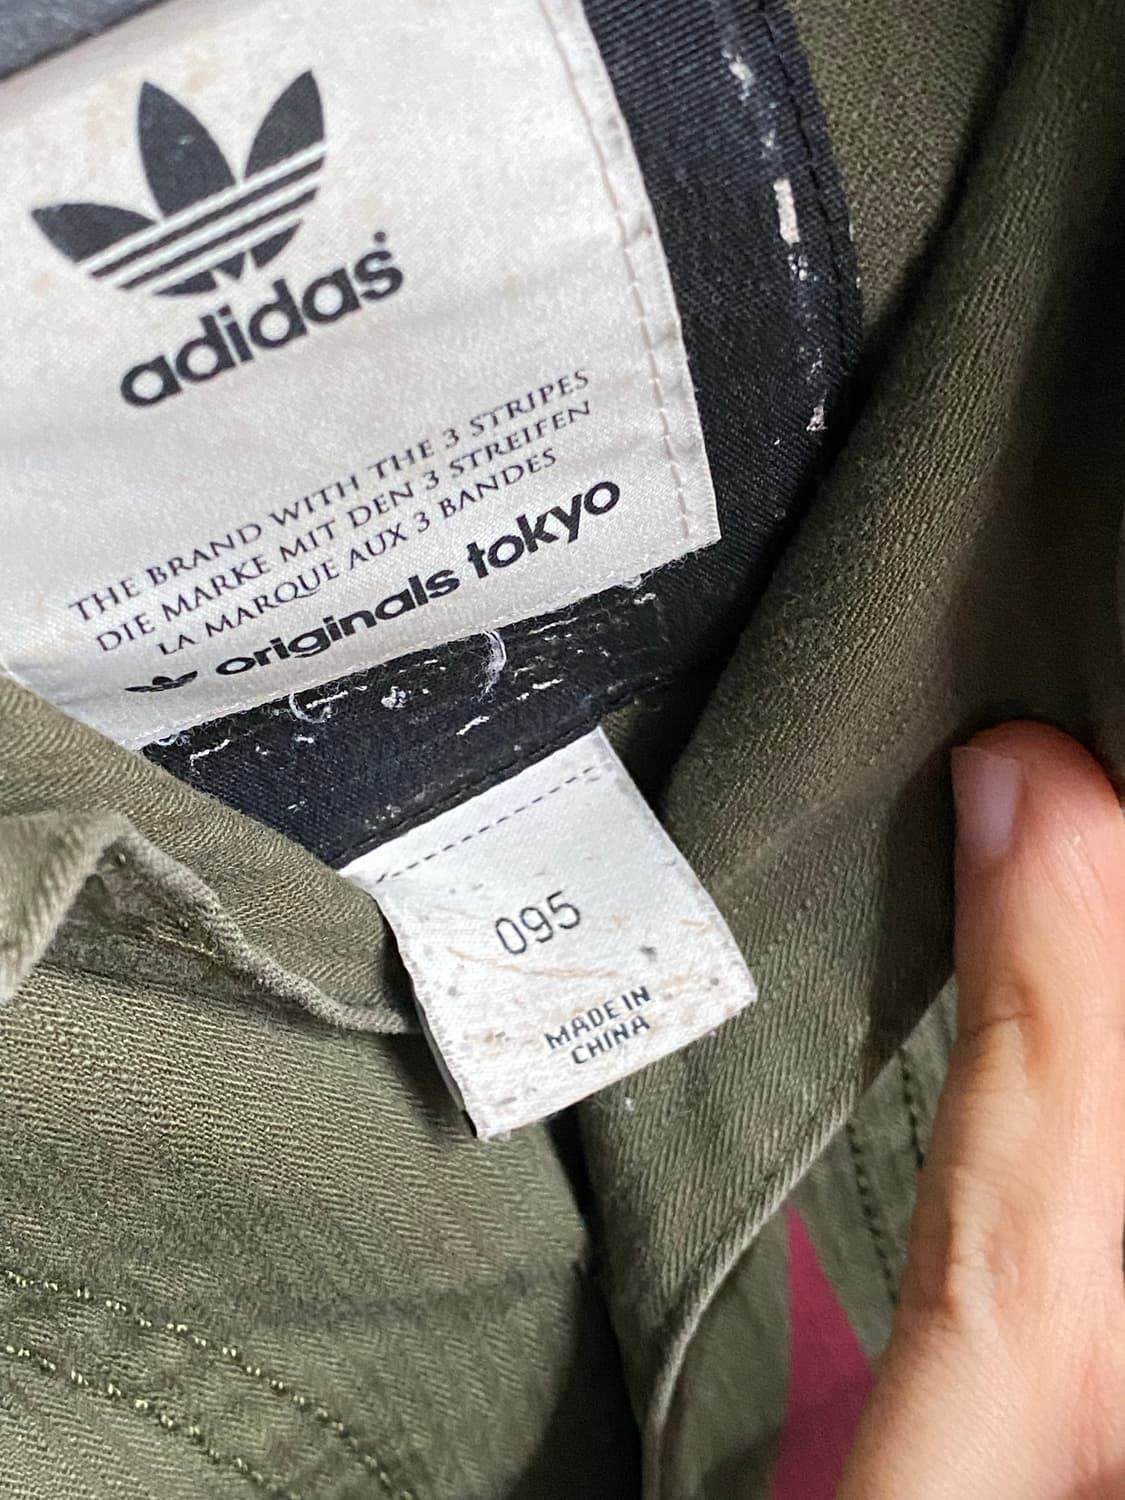 adidas
THE BRAND WITH THE 3 STRIPES
DIE MARKE MIT DEN 3 STREIFEN
LA MARQUE AUX 3 BANDES
originals tokyo
095
MADE IN
CHINA